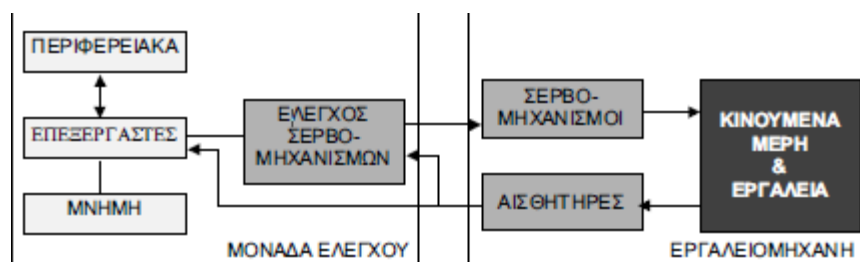 ΠΕΡΙΦΕΡΕΙΑΚΑ
ΕΠΕΞΕΡΓΑΣΤΕΣ
ΜΝΗΜΗ
ΕΛΕΓΧΟΣ
ΣΕΡΒΟ-
ΜΗΧΑΝΙΣΜΩΝ
ΜΟΝΑΔΑ ΕΛΕΓΧΟΥ
ΣΕΡΒΟ-
ΜΗΧΑΝΙΣΜΟΙ
ΑΙΣΘΗΤΗΡΕΣ
ΚΙΝΟΥΜΕΝΑ
ΜΕΡΗ
&
ΕΡΓΑΛΕΙΑ
ΕΡΓΑΛΕΙΟΜΗΧΑΝΗ